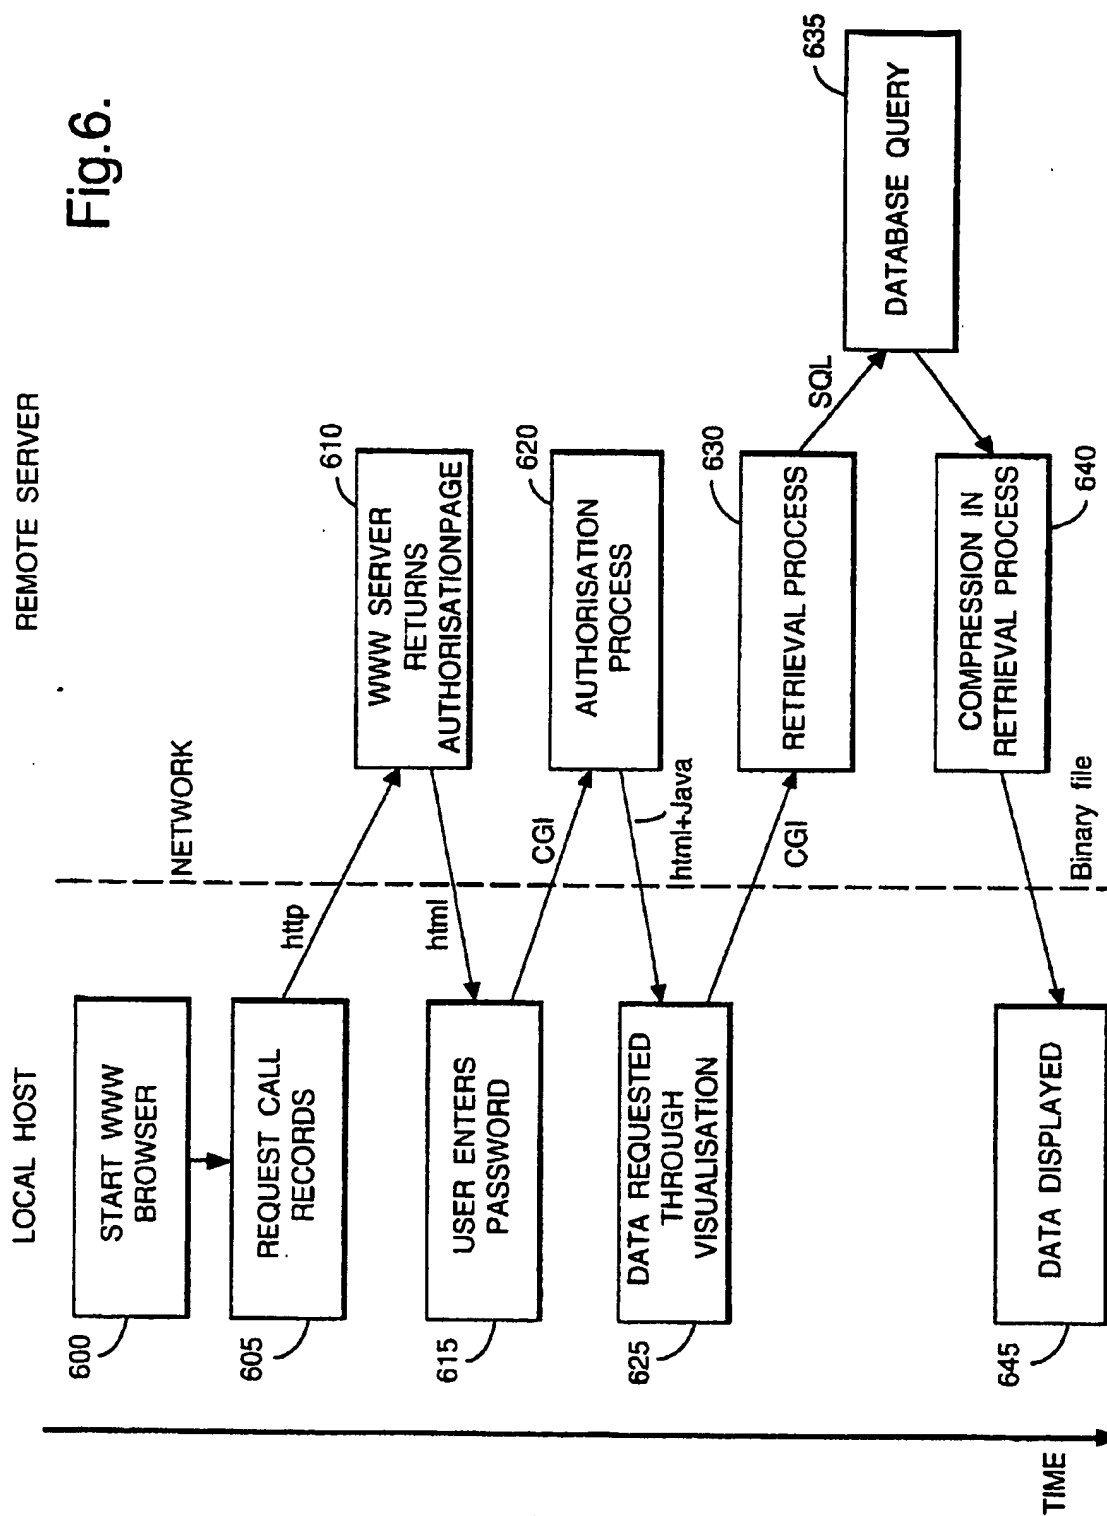 Fig.6.
LOCAL HOST
REMOTE SERVER
NETWORK
600
START WWW
BROWSER
605
REQUEST CALL
RECORDS
http
610
WWW SERVER
RETURNS
AUTHORISATIONPAGE
html
615
USER ENTERS
PASSWORD
CGI
620
AUTHORISATION
PROCESS
html+Java
625
DATA REQUESTED
THROUGH
VISUALISATION
CGI
630
RETRIEVAL PROCESS
SQL
635
DATABASE QUERY
640
COMPRESSION IN
RETRIEVAL PROCESS
Binary file
645
DATA DISPLAYED
TIME